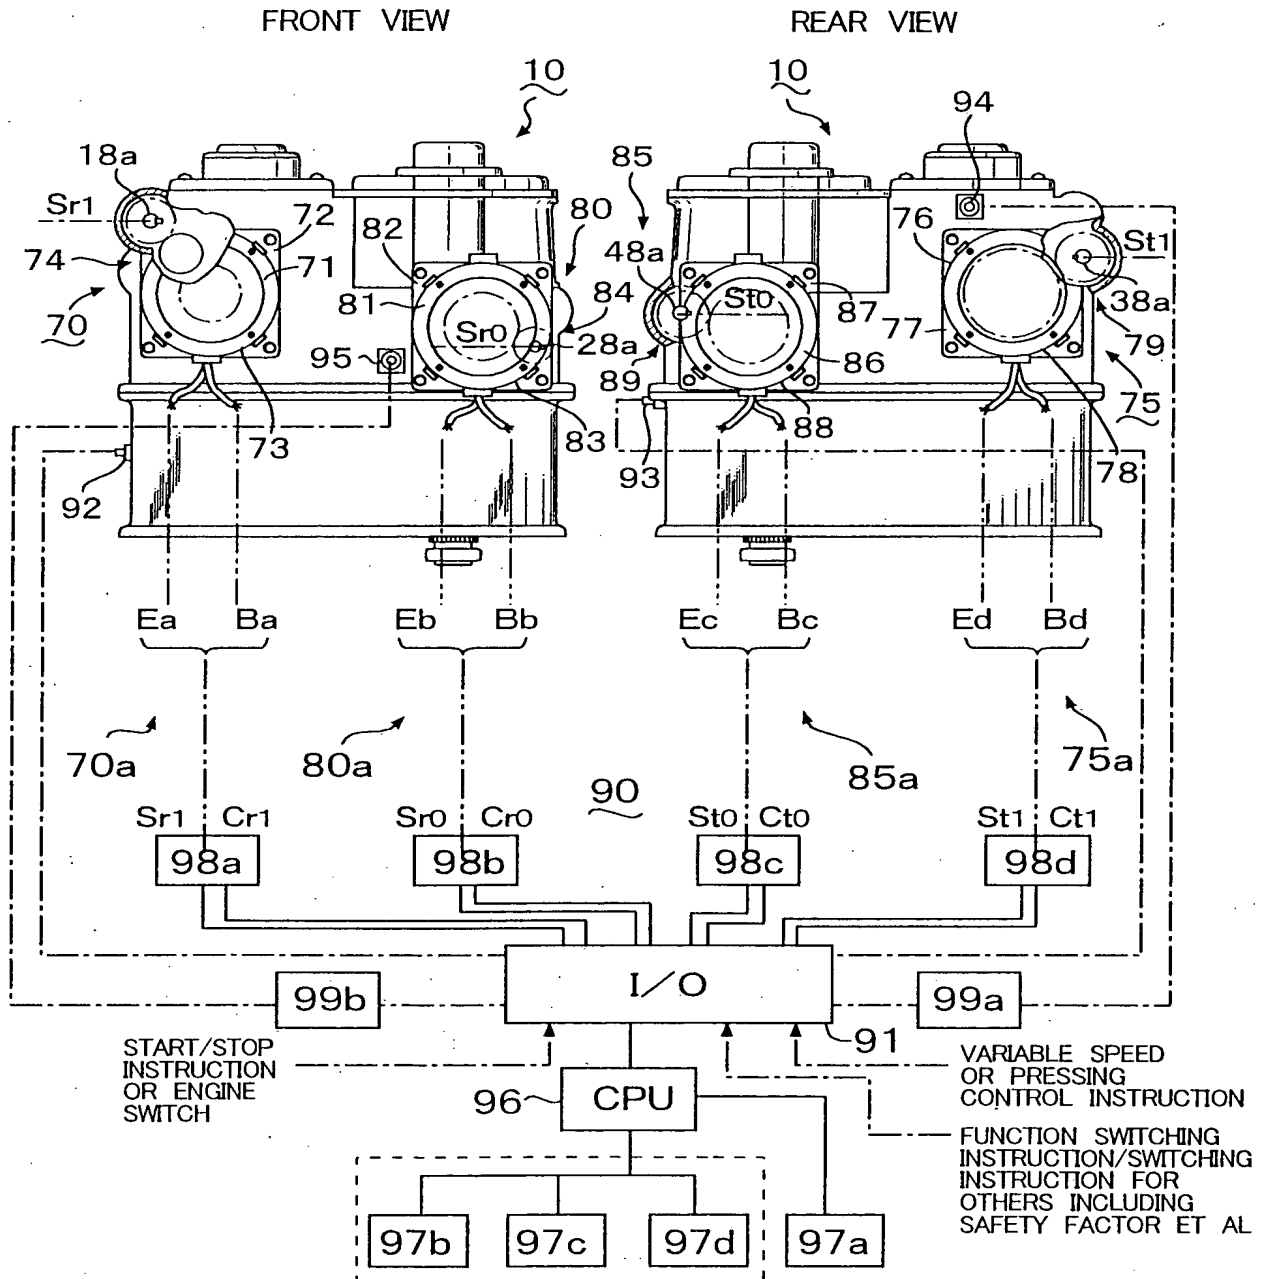 FRONT VIEW
REAR VIEW
10
10
94
18a
85
Sr1
72
82
80
76
St1
74
71
81
48a
St0
87
84
38a
70
Sr0
28a
77
79
95
86
89
75
73
83
88
78
92
93
Ea
Ba
Eb
Bb
Ec
Bc
Ed
Bd
70a
80a
85a
75a
90
Sr1
Cr1
Sr0
Cr0
St0
Ct0
St1
Ct1
98a
98b
98c
98d
I/O
99b
99a
91
START/STOP
INSTRUCTION
OR ENGINE
SWITCH
VARIABLE SPEED
OR PRESSING
CONTROL INSTRUCTION
96
CPU
FUNCTION SWITCHING
INSTRUCTION/SWITCHING
INSTRUCTION FOR
OTHERS INCLUDING
SAFETY FACTOR ET AL
97b
97c
97d
97a